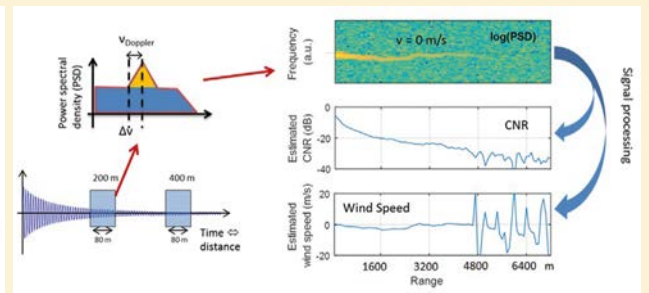 VDoppler
Power spectral
density (PSD)
Δν
200 m
400 m
80 m
80 m
Time ⇔
distance
Frequency
(a.u.)
v = 0 m/s
log(PSD)
Signal processing
Estimated
CNR (dB)
0
-20
-40
CNR
Estimated
wind speed (m/s)
20
0
-20
Wind Speed
1600
3200
4800
6400
m
Range